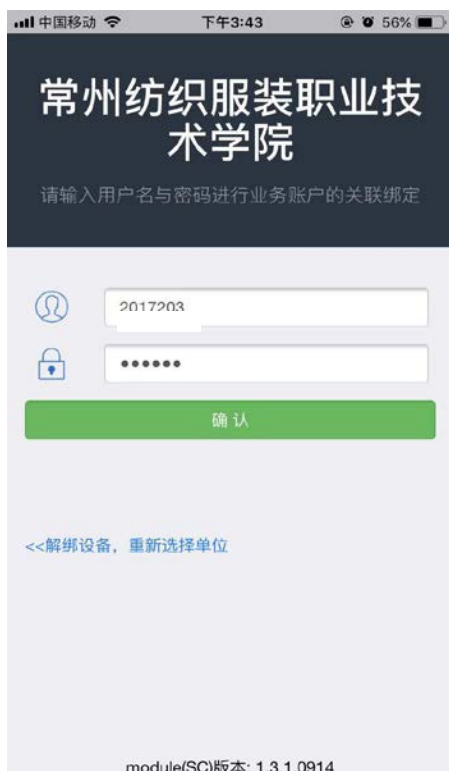 中国移动 下午3:43 56%
常州纺织服装职业技
术学院
请输入用户名与密码进行业务账户的关联绑定
2017203
••••••
确 认
<<解绑设备，重新选择单位
module(SC)版本: 1.3.1.0914